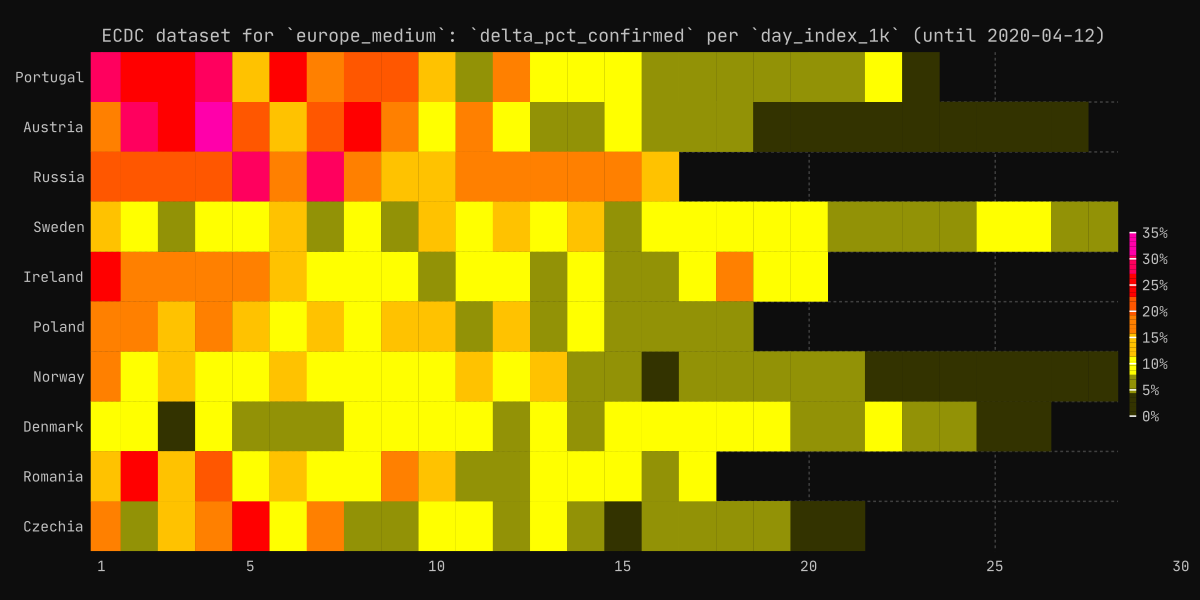 ECDC dataset for `europe_medium`: `delta_pct_confirmed` per `day_index_1k` (until 2020-04-12)
Portugal
Austria
Russia
Sweden
Ireland
Poland
Norway
Denmark
Romania
Czechia
35%
30%
25%
20%
15%
10%
5%
0%
1 5 10 15 20 25 30